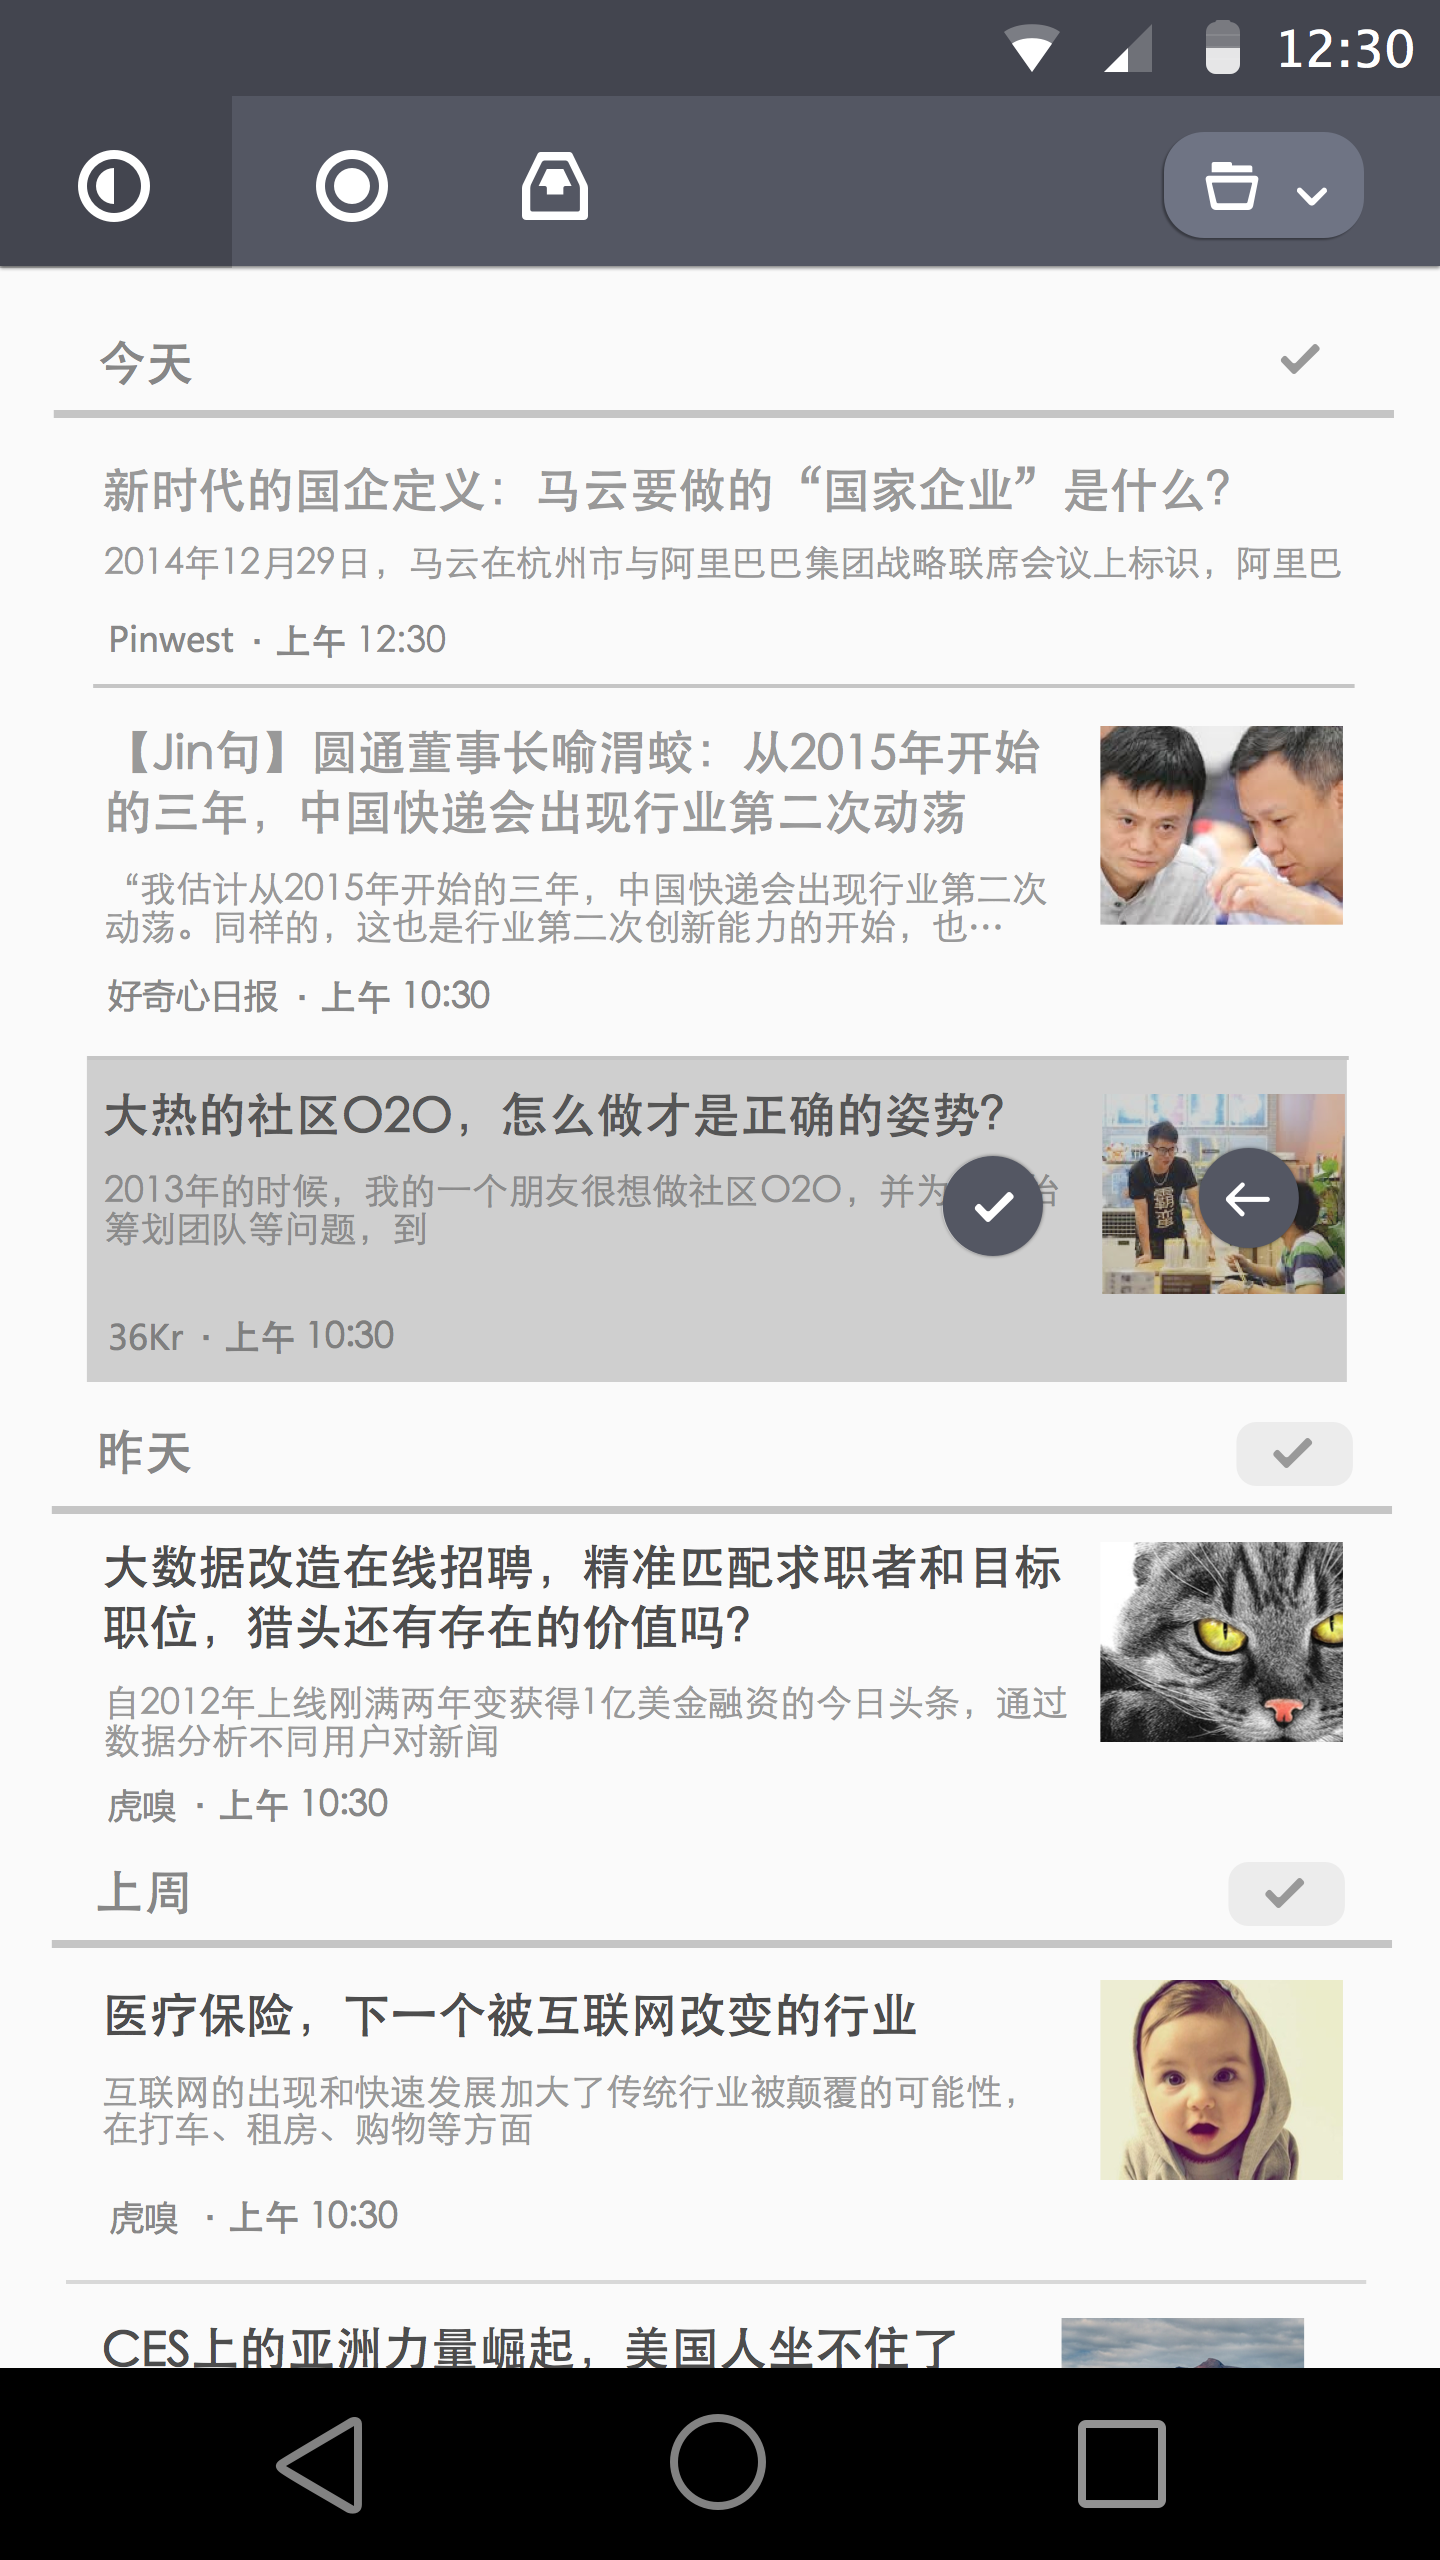 12:30
今天
新时代的国企定义：马云要做的“国家企业”是什么？
2014年12月29日，马云在杭州市与阿里巴巴集团战略联席会议上标识，阿里巴
Pinwest · 上午 12:30
【Jin句】圆通董事长喻渭蛟：从2015年开始
的三年，中国快递会出现行业第二次动荡
“我估计从2015年开始的三年，中国快递会出现行业第二次
动荡。同样的，这也是行业第二次创新能力的开始，也…
好奇心日报 · 上午 10:30
大热的社区O2O，怎么做才是正确的姿势？
2013年的时候，我的一个朋友很想做社区O2O，并为
筹划团队等问题，到
36Kr · 上午 10:30
昨天
大数据改造在线招聘，精准匹配求职者和目标
职位，猎头还有存在的价值吗？
自2012年上线刚满两年变获得1亿美金融资的今日头条，通过
数据分析不同用户对新闻
虎嗅 · 上午 10:30
上周
医疗保险，下一个被互联网改变的行业
互联网的出现和快速发展加大了传统行业被颠覆的可能性，
在打车、租房、购物等方面
虎嗅 · 上午 10:30
CES上的亚洲力量崛起，美国人坐不住了